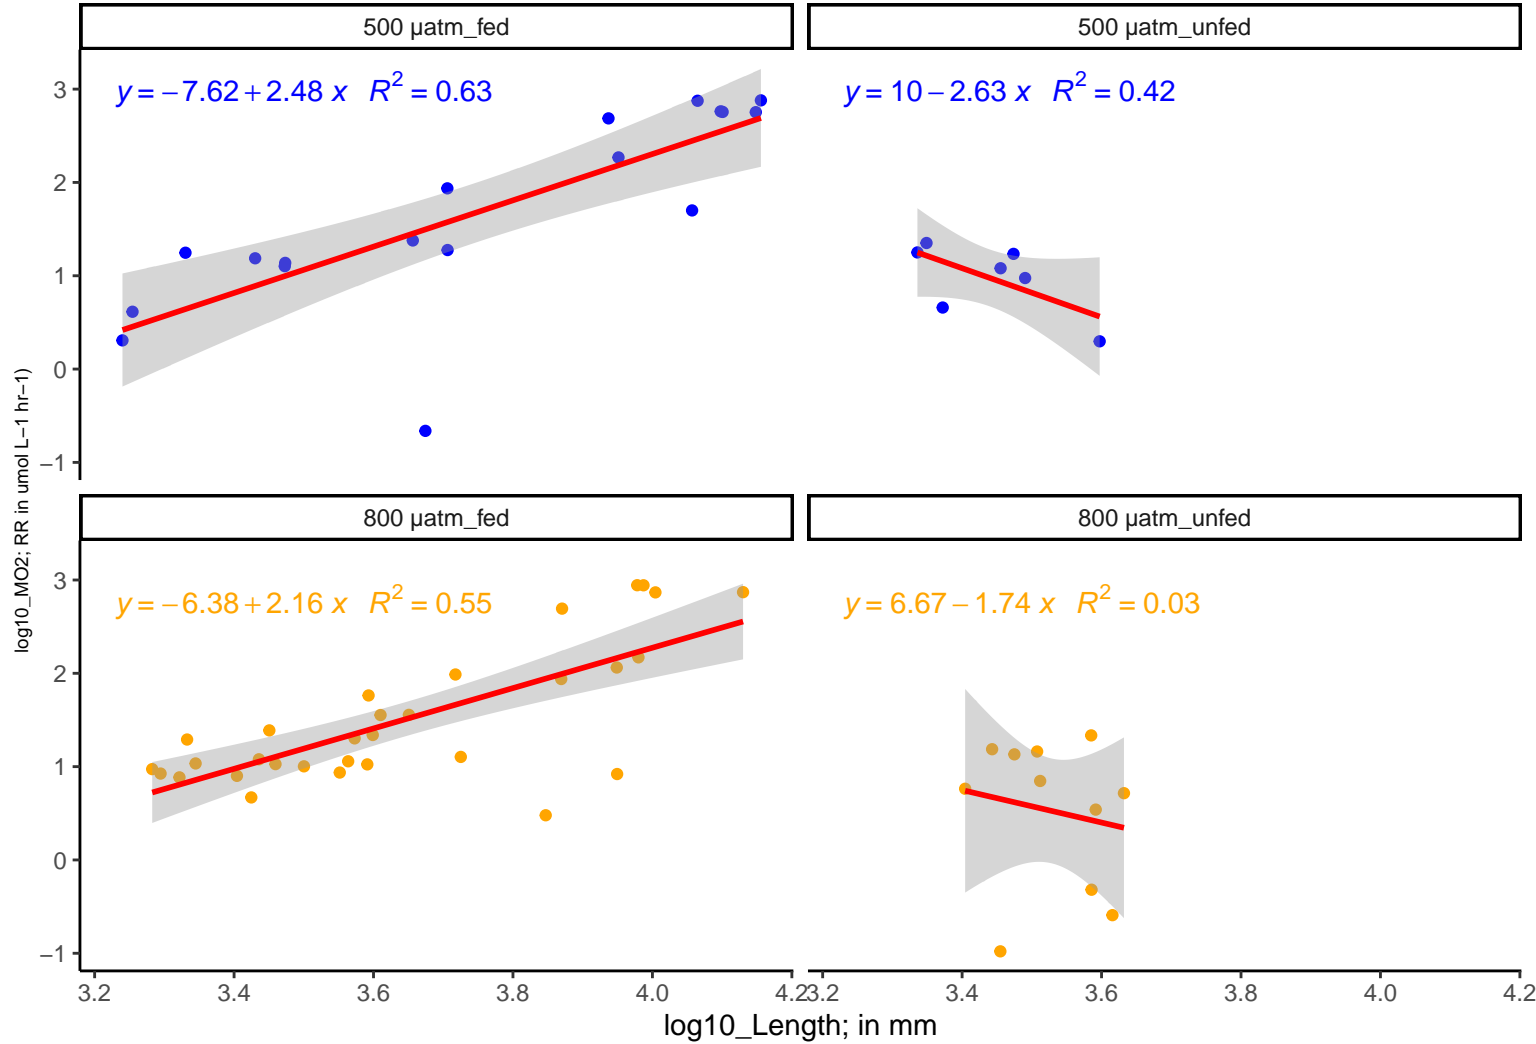 500 µatm_fed
500 µatm_unfed
y = −7.62 + 2.48 x R² = 0.63
y = 10 − 2.63 x R² = 0.42
3
2
1
0
−1
log10_MO2; RR in umol L−1 hr−1)
800 µatm_fed
800 µatm_unfed
y = −6.38 + 2.16 x R² = 0.55
y = 6.67 − 1.74 x R² = 0.03
3
2
1
0
−1
3.2 3.4 3.6 3.8 4.0 4.2 3.2 3.4 3.6 3.8 4.0 4.2
log10_Length; in mm